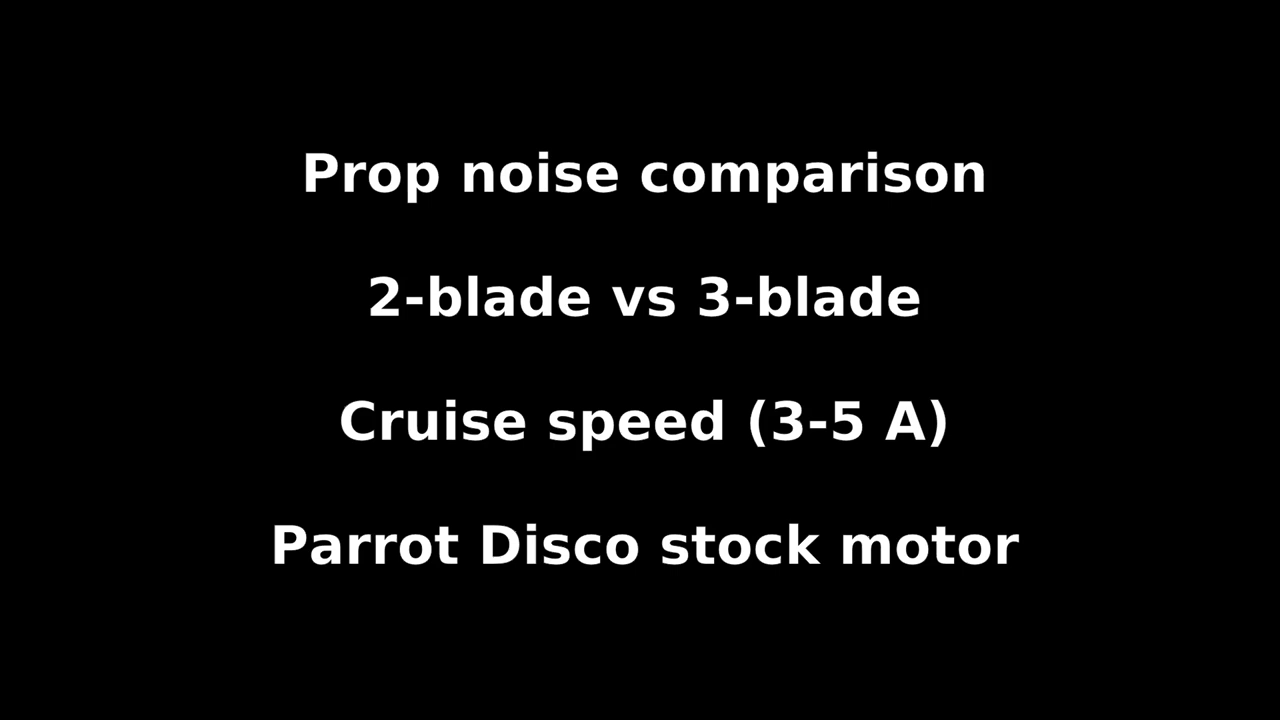 Prop noise comparison
2-blade vs 3-blade
Cruise speed (3-5 A)
Parrot Disco stock motor